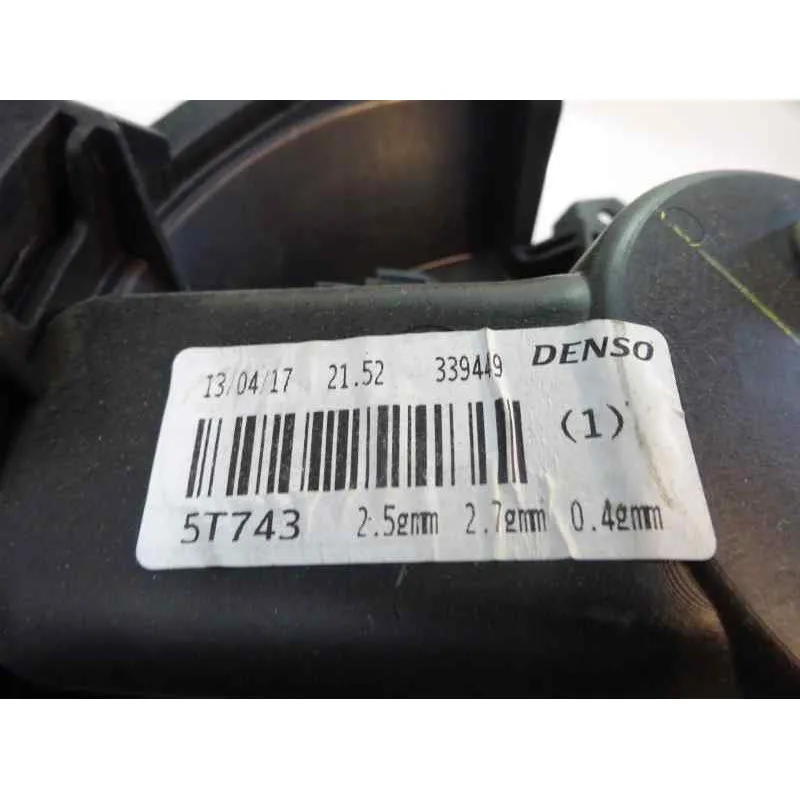 13/04/17 21.52 339449 DENSO
(1)
5T743 2.5gmm 2.7gmm 0.4gmm